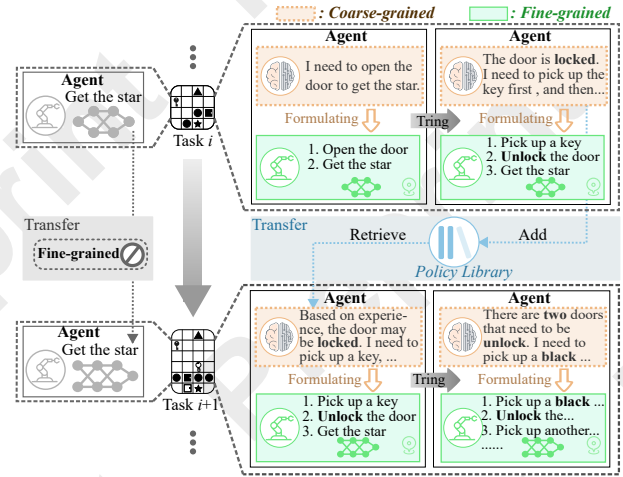 : Coarse-grained
: Fine-grained
Agent
Get the star
Task i
Agent
I need to open the
door to get the star.
Formulating
1. Open the door
2. Get the star
Tring
Agent
The door is locked.
I need to pick up the
key first , and then...
Formulating
1. Pick up a key
2. Unlock the door
3. Get the star
Transfer
Fine-grained
Transfer
Retrieve
Add
Policy Library
Agent
Get the star
Task i+1
Agent
Based on experie-
nce, the door may
be locked. I need to
pick up a key, ...
Formulating
1. Pick up a key
2. Unlock the door
3. Get the star
Tring
Agent
There are two doors
that need to be
unlock. I need to
pick up a black ...
Formulating
1. Pick up a black ...
2. Unlock the...
3. Pick up another...
......